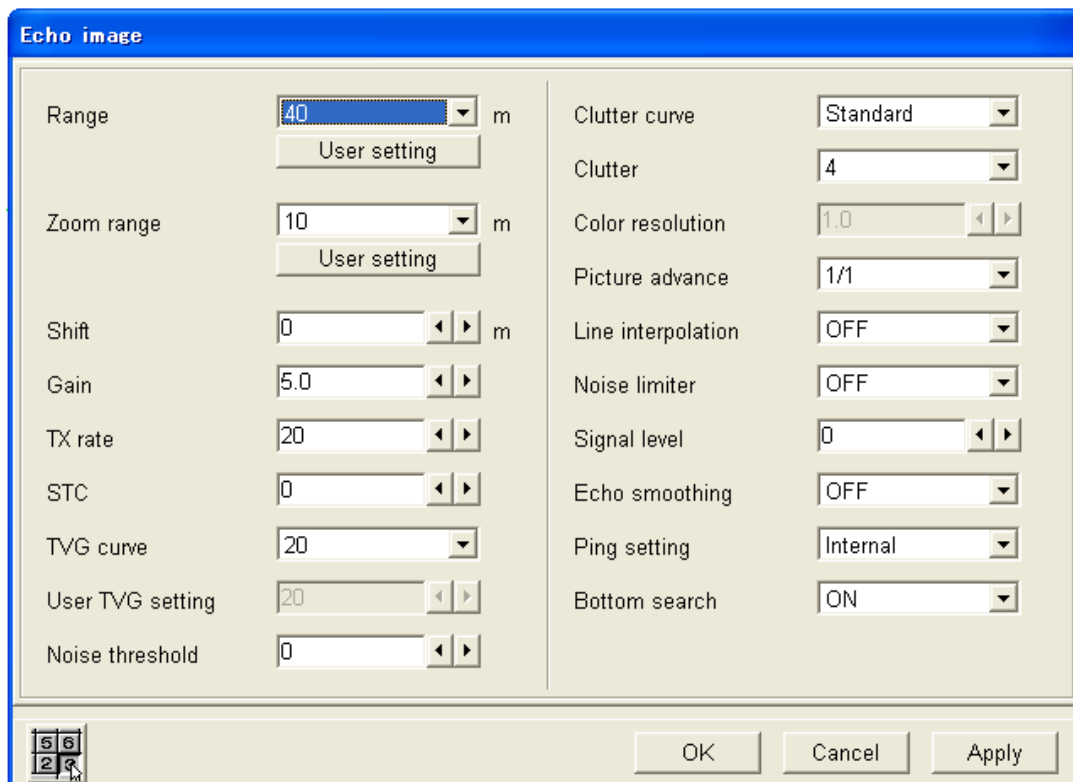 Echo image
Range 40 m
User setting
Zoom range 10 m
User setting
Shift 0 m
Gain 5.0
TX rate 20
STC 0
TVG curve 20
User TVG setting 20
Noise threshold 0
Clutter curve Standard
Clutter 4
Color resolution 1.0
Picture advance 1/1
Line interpolation OFF
Noise limiter OFF
Signal level 0
Echo smoothing OFF
Ping setting Internal
Bottom search ON
5 6
2
OK Cancel Apply